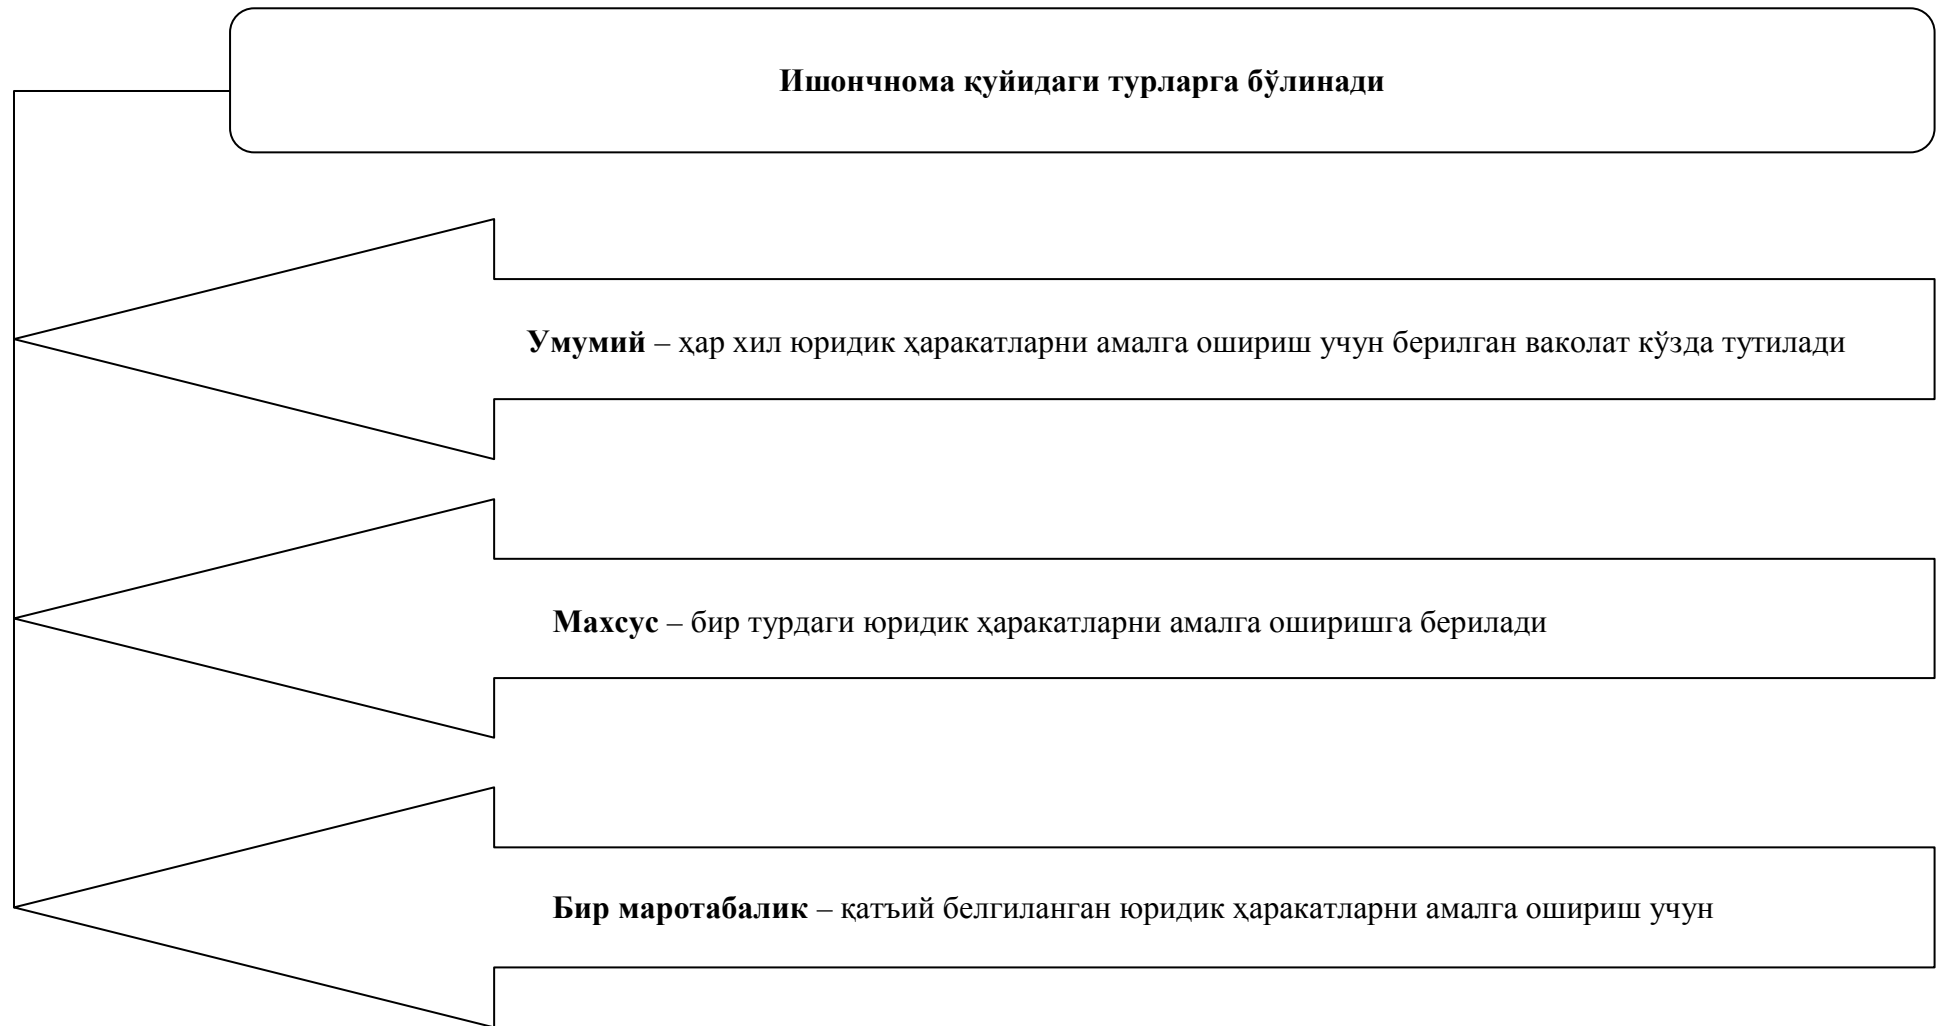 Ишончнома қуйидаги турларга бўлинади
Умумий – ҳар хил юридик ҳаракатларни амалга ошириш учун берилган ваколат кўзда тутилади
Махсус – бир турдаги юридик ҳаракатларни амалга оширишга берилади
Бир маротабалик – қатъий белгиланган юридик ҳаракатларни амалга ошириш учун